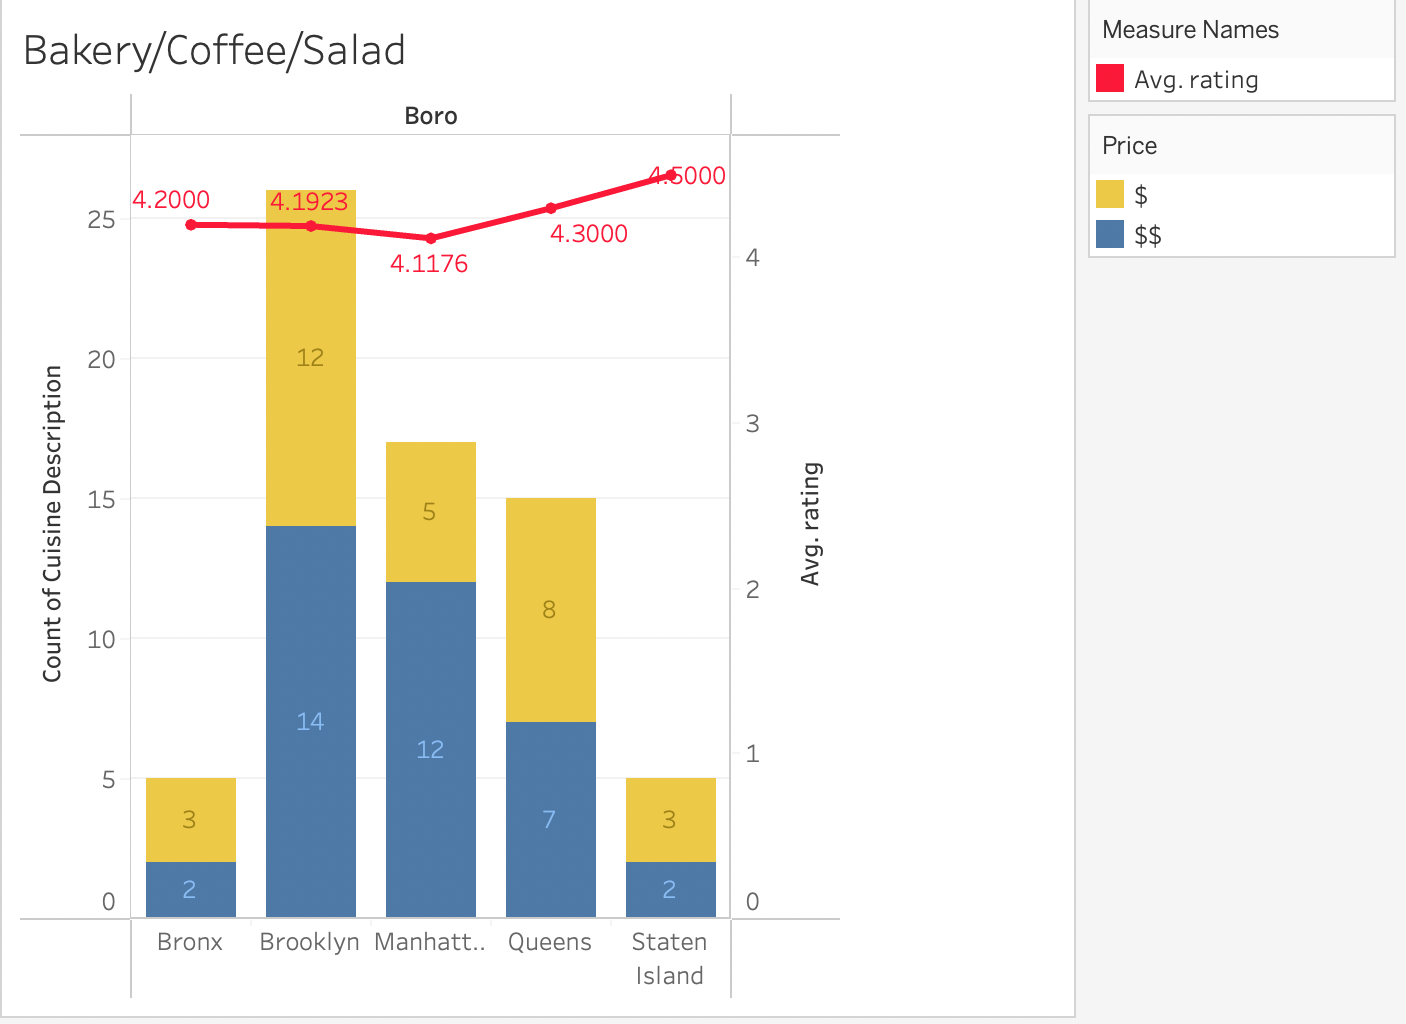 Bakery/Coffee/Salad
Boro
4.2000
4.1923
4.1176
4.3000
4.5000
25
20
15
10
5
0
Count of Cuisine Description
12
14
5
12
8
7
3
2
3
2
4
3
2
1
0
Avg. rating
Bronx
Brooklyn
Manhatt..
Queens
Staten
Island
Measure Names
Avg. rating
Price
$
$$